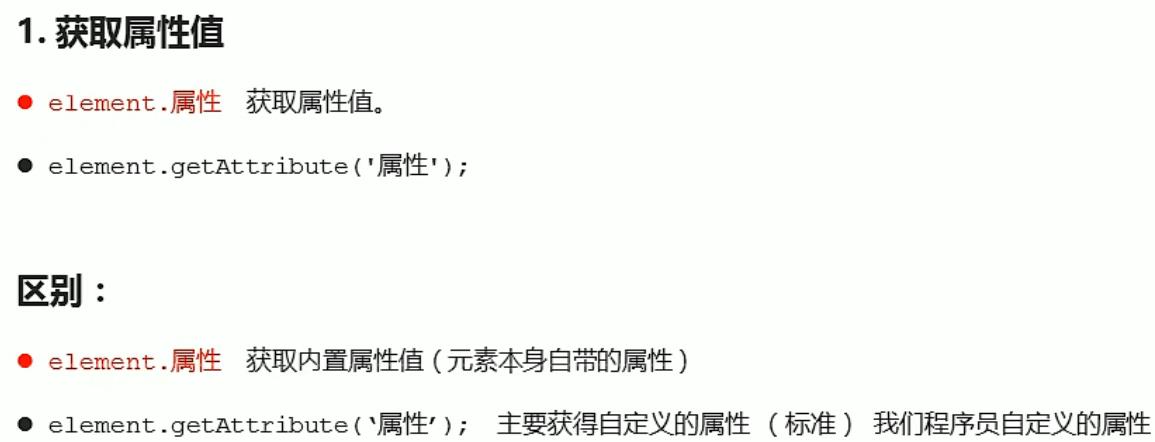 1. 获取属性值
● element.属性 获取属性值。
● element.getAttribute('属性');
区别：
● element.属性 获取内置属性值(元素本身自带的属性)
● element.getAttribute(‘属性’); 主要获得自定义的属性 (标准) 我们程序员自定义的属性